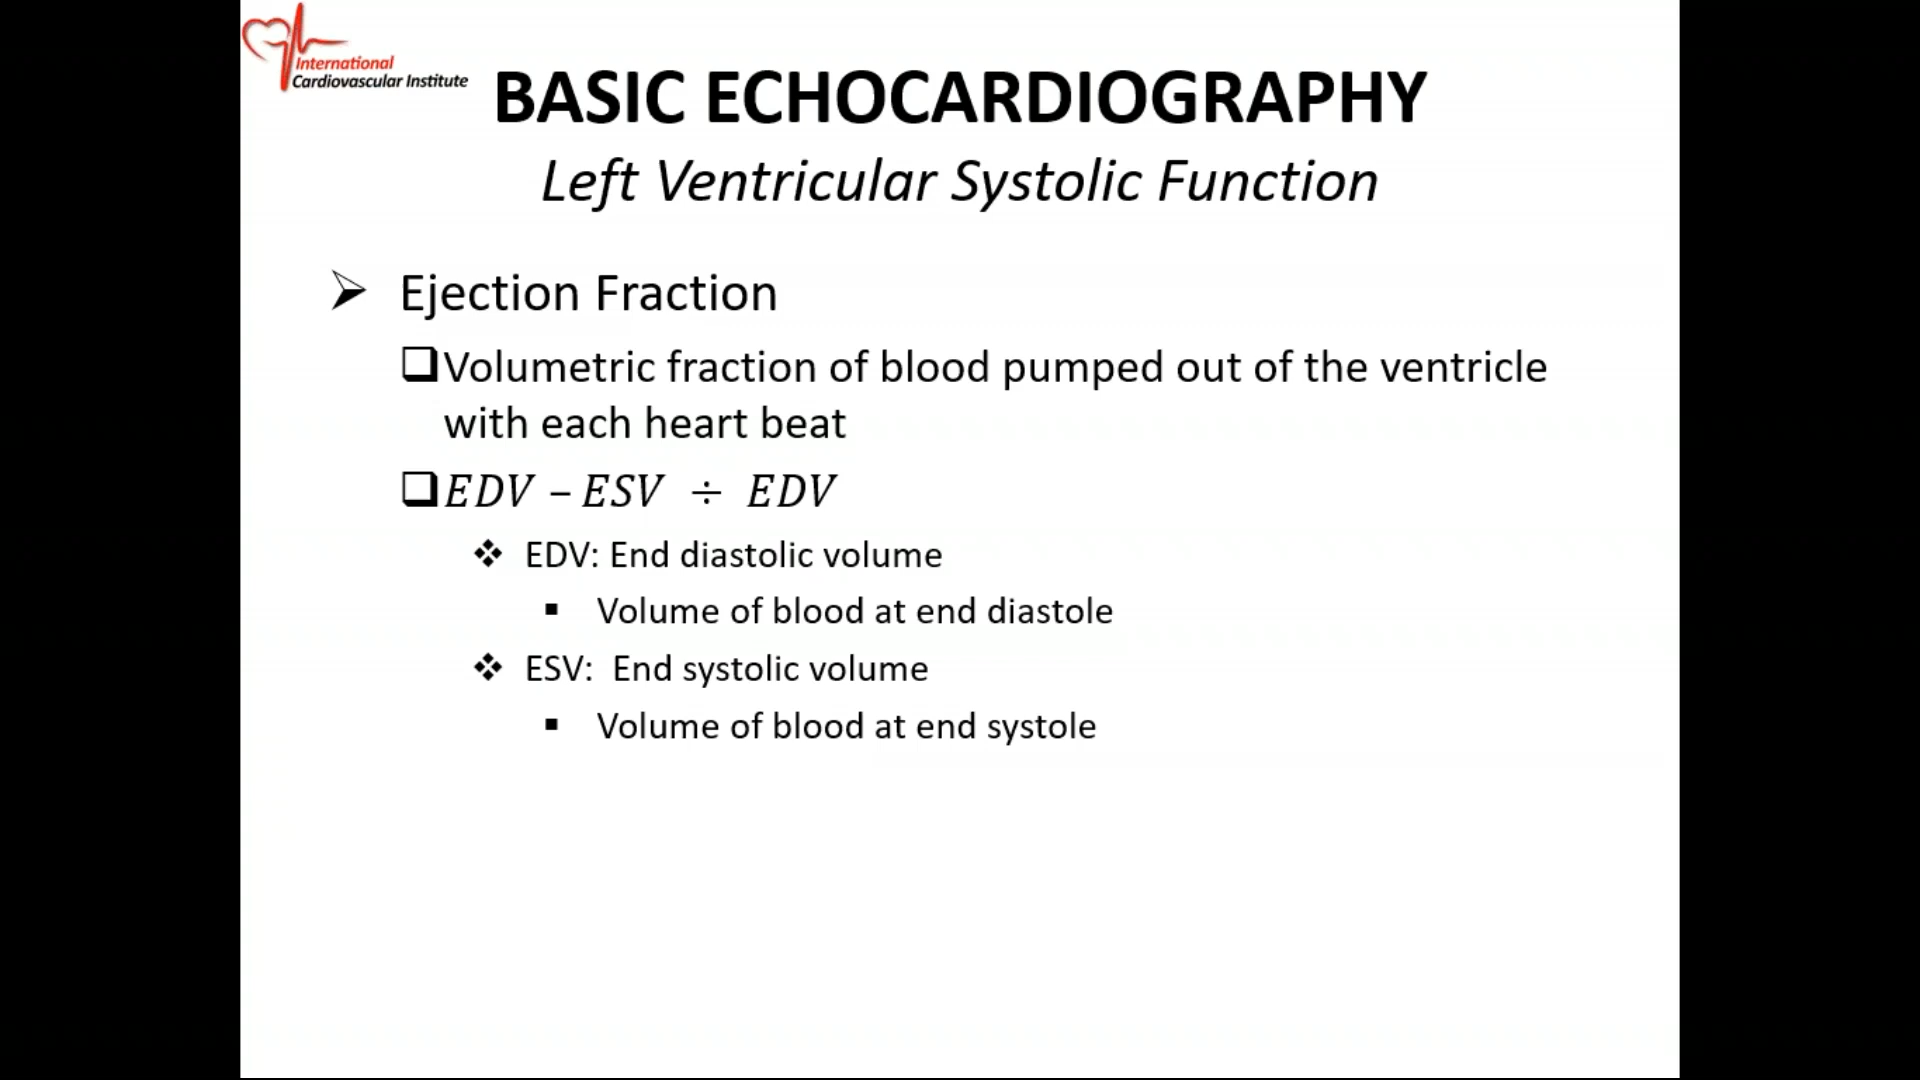 International
Cardiovascular Institute
BASIC ECHOCARDIOGRAPHY
Left Ventricular Systolic Function
Ejection Fraction
Volumetric fraction of blood pumped out of the ventricle
with each heart beat
EDV – ESV ÷ EDV
EDV: End diastolic volume
Volume of blood at end diastole
ESV: End systolic volume
Volume of blood at end systole